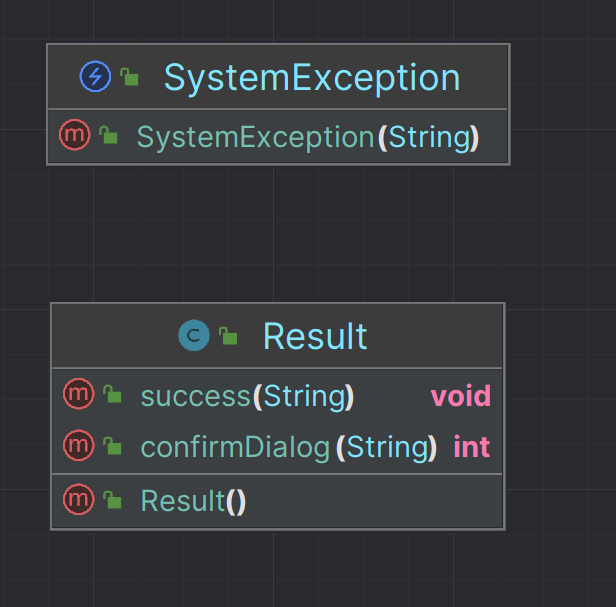 SystemException
SystemException(String)
Result
success(String) void
confirmDialog(String) int
Result()